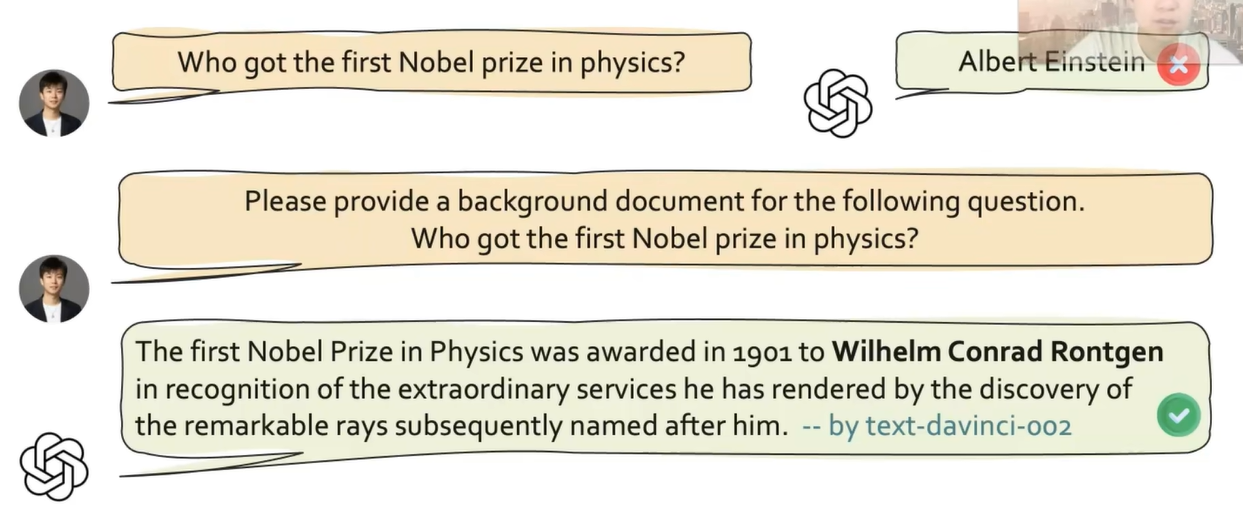 Who got the first Nobel prize in physics?
Albert Einstein
Please provide a background document for the following question.
Who got the first Nobel prize in physics?
The first Nobel Prize in Physics was awarded in 1901 to Wilhelm Conrad Rontgen
in recognition of the extraordinary services he has rendered by the discovery of
the remarkable rays subsequently named after him. -- by text-davinci-002